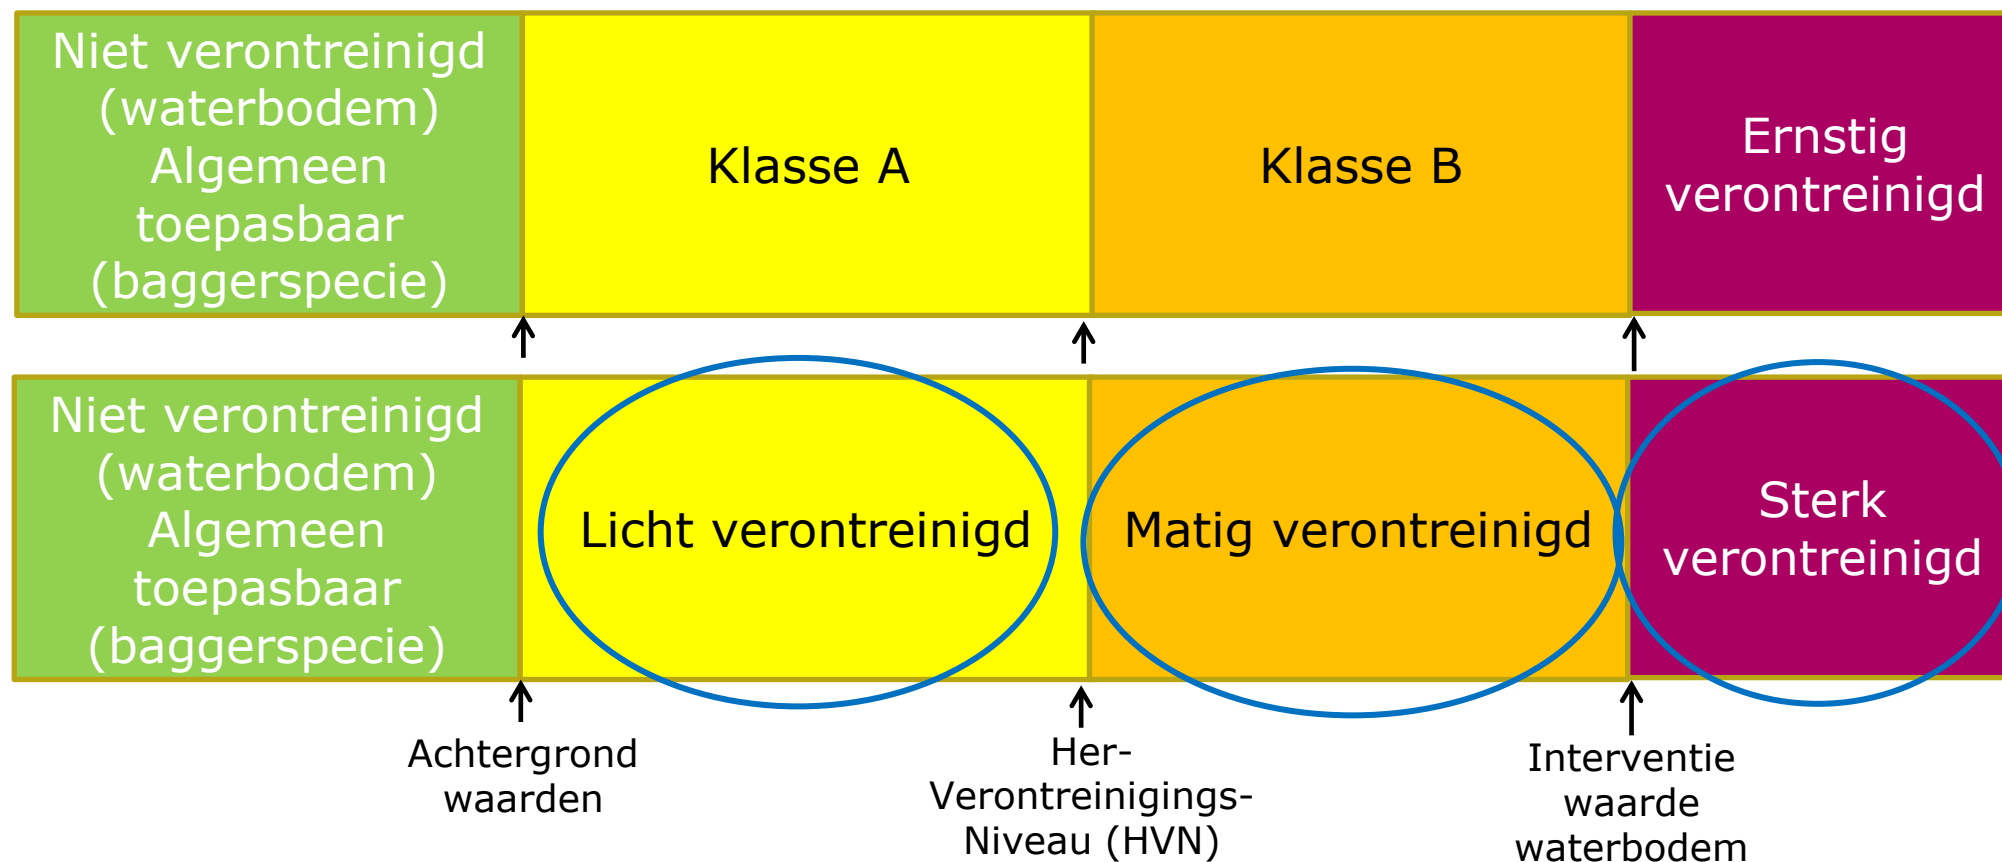 Niet verontreinigd
(waterbodem)
Algemeen
toepasbaar
(baggerspecie)
Klasse A
Klasse B
Ernstig
verontreinigd
Niet verontreinigd
(waterbodem)
Algemeen
toepasbaar
(baggerspecie)
Licht verontreinigd
Matig verontreinigd
Sterk
verontreinigd
Achtergrond
waarden
Her-
Verontreinigings-
Niveau (HVN)
Interventie
waarde
waterbodem